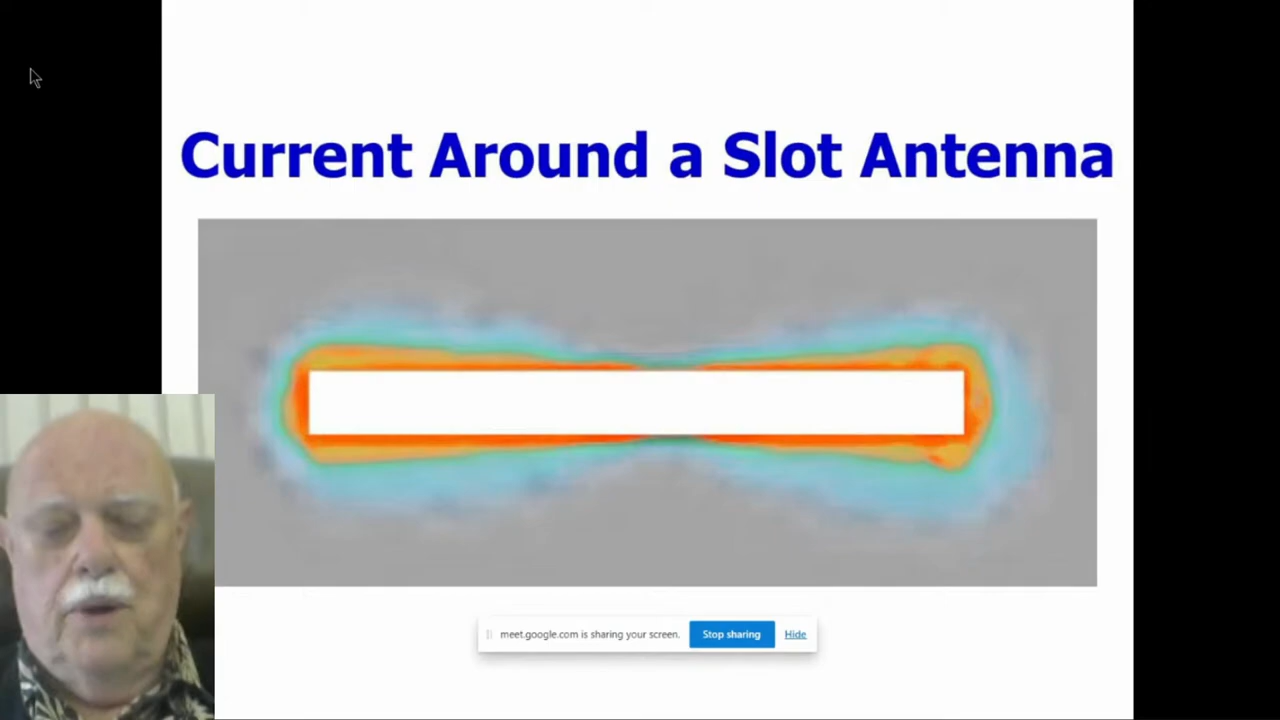 Current Around a Slot Antenna
meet.google.com is sharing your screen. Stop sharing Hide